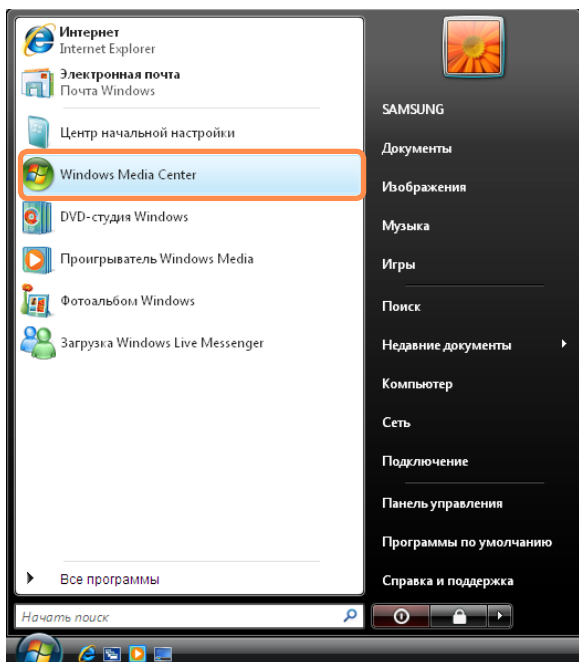 Интернет
Internet Explorer
Электронная почта
Почта Windows
Центр начальной настройки
Windows Media Center
DVD-студия Windows
Проигрыватель Windows Media
Фотоальбом Windows
Загрузка Windows Live Messenger
Все программы
Начать поиск
SAMSUNG
Документы
Изображения
Музыка
Игры
Поиск
Недавние документы
Компьютер
Сеть
Подключение
Панель управления
Программы по умолчанию
Справка и поддержка